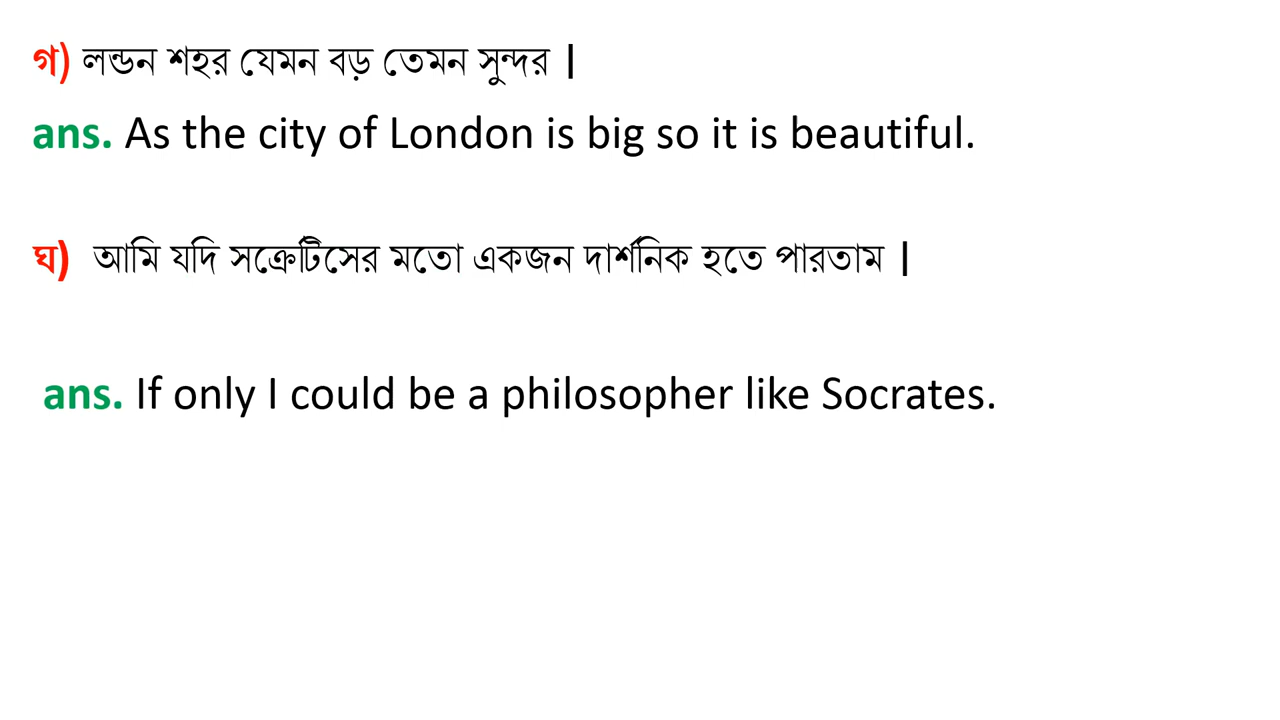 গ) লন্ডন শহর যেমন বড় তেমন সুন্দর |
ans. As the city of London is big so it is beautiful.
ঘ) আমি যদি সক্রেটিসের মতো একজন দার্শনিক হতে পারতাম |
ans. If only I could be a philosopher like Socrates.